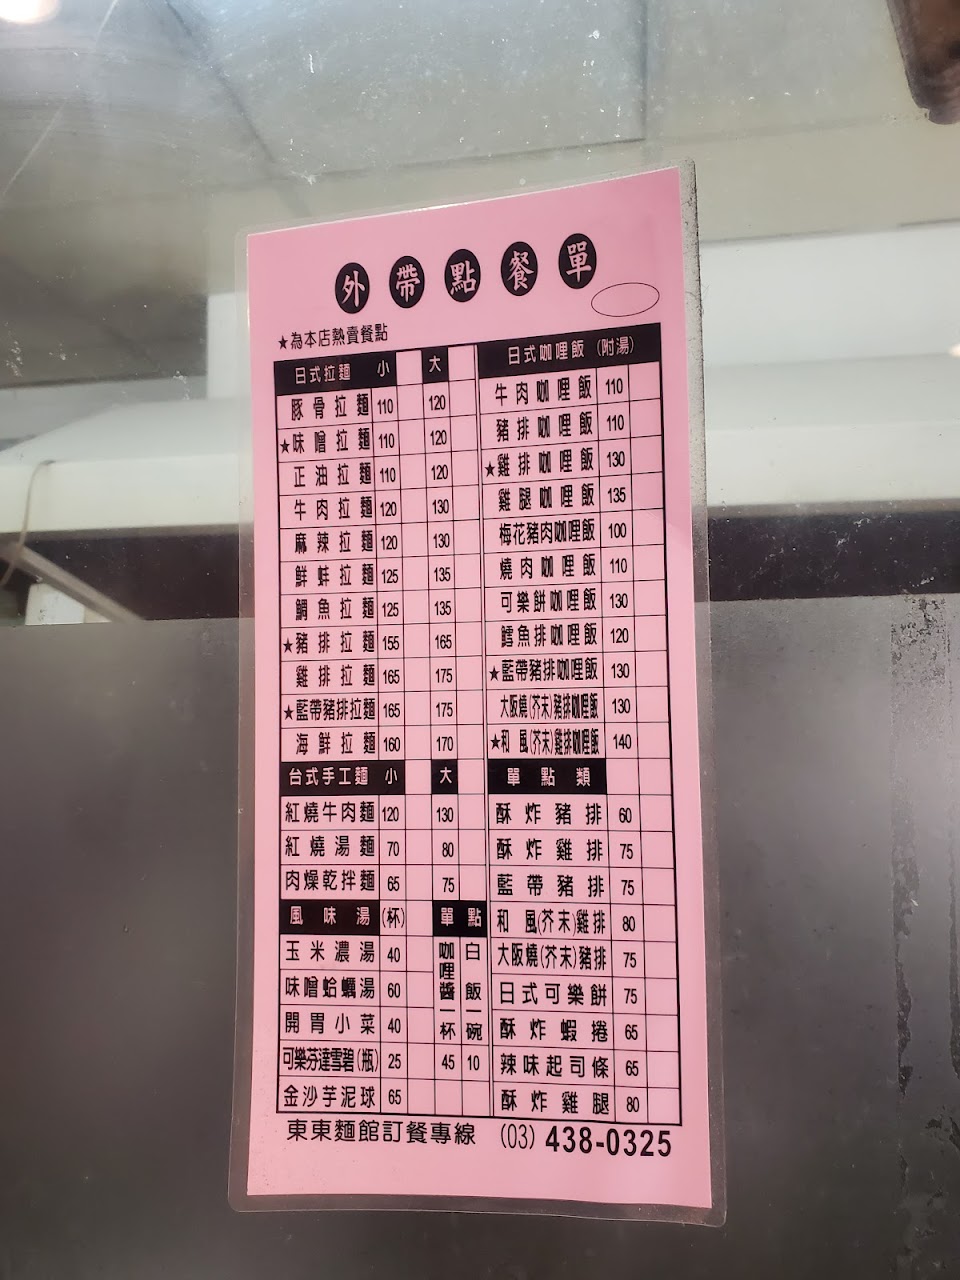 外帶點餐單
★為本店熱賣餐點
日式拉麵 小 大
豚骨拉麵 110 120
★味噌拉麵 110 120
正油拉麵 110 120
牛肉拉麵 120 130
麻辣拉麵 120 130
鮮蚌拉麵 125 135
鯛魚拉麵 125 135
★豬排拉麵 155 165
雞排拉麵 165 175
★藍帶豬排拉麵 165 175
海鮮拉麵 160 170
台式手工麵 小 大
紅燒牛肉麵 120 130
紅燒湯麵 70 80
肉燥乾拌麵 65 75
風味湯 (杯)
玉米濃湯 40
味噌蛤蠣湯 60
開胃小菜 40
可樂芬達雪碧(瓶) 25
金沙芋泥球 65
單點
咖哩醬一杯 45
白飯一碗 10
日式咖哩飯 (附湯)
牛肉咖哩飯 110
豬排咖哩飯 110
★雞排咖哩飯 130
雞腿咖哩飯 135
梅花豬肉咖哩飯 100
燒肉咖哩飯 110
可樂餅咖哩飯 130
鱈魚排咖哩飯 120
★藍帶豬排咖哩飯 130
大阪燒(芥末)豬排咖哩飯 130
★和風(芥末)雞排咖哩飯 140
單點類
酥炸豬排 60
酥炸雞排 75
藍帶豬排 75
和風(芥末)雞排 80
大阪燒(芥末)豬排 75
日式可樂餅 75
酥炸蝦捲 65
辣味起司條 65
酥炸雞腿 80
東東麵館訂餐專線 (03) 438-0325